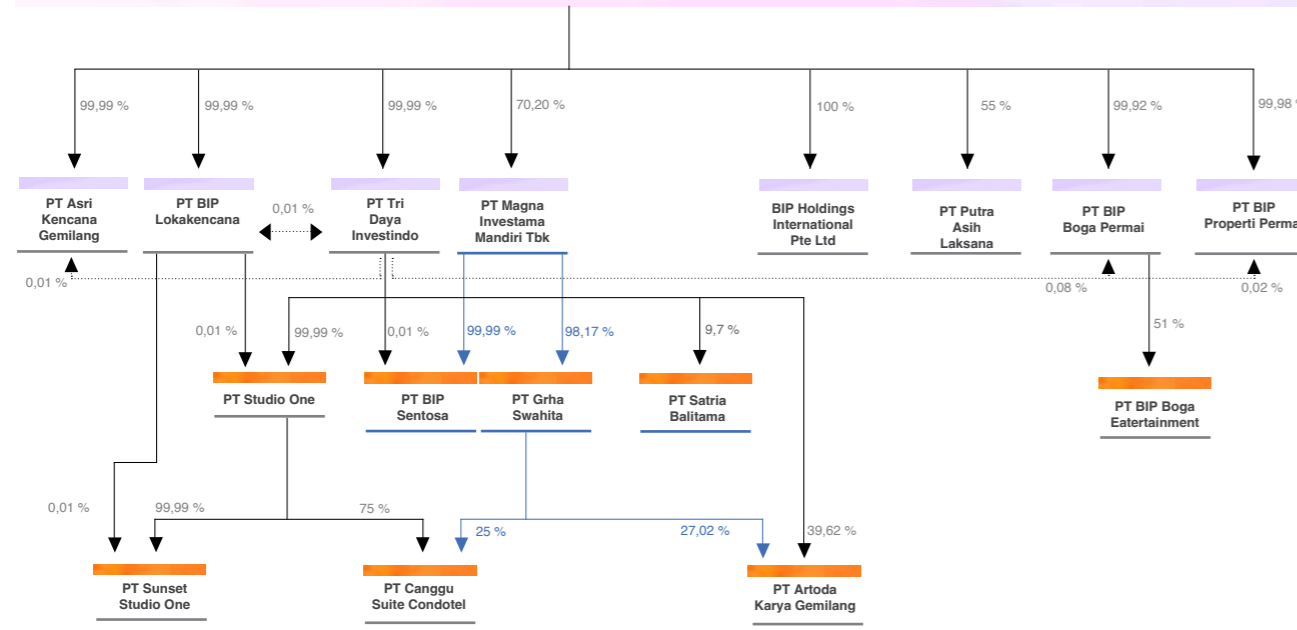 99,99 %
99,99 %
99,99 %
70,20 %
100 %
55 %
99,92 %
99,98 %
PT Asri
Kencana
Gemilang
PT BIP
Lokakencana
0,01 %
PT Tri
Daya
Investindo
PT Magna
Investama
Mandiri Tbk
BIP Holdings
International
Pte Ltd
PT Putra
Asih
Laksana
PT BIP
Boga Permai
PT BIP
Properti Perma
0,01 %
0,08 %
0,02 %
0,01 %
99,99 %
0,01 %
99,99 %
98,17 %
9,7 %
51 %
PT Studio One
PT BIP
Sentosa
PT Grha
Swahita
PT Satria
Balitama
PT BIP Boga
Eatertainment
0,01 %
99,99 %
75 %
25 %
27,02 %
39,62 %
PT Sunset
Studio One
PT Canggu
Suite Condotel
PT Artoda
Karya Gemilang